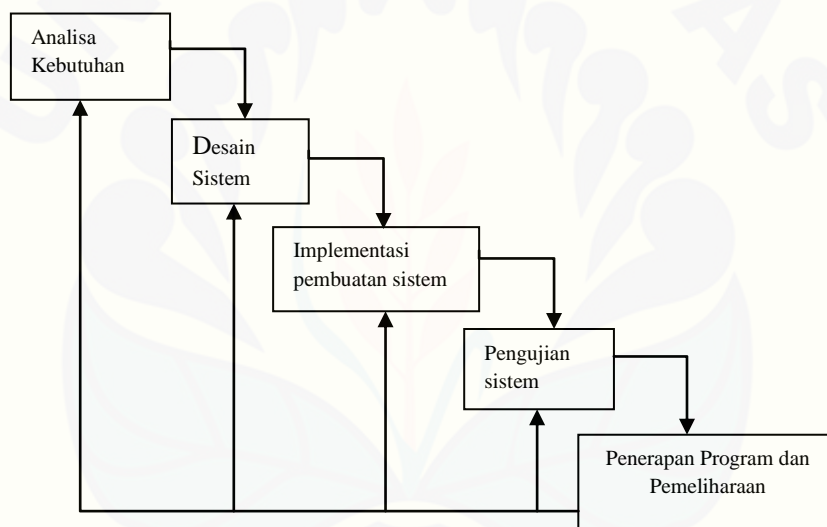 Analisa
Kebutuhan
Desain
Sistem
Implementasi
pembuatan sistem
Pengujian
sistem
Penerapan Program dan
Pemeliharaan